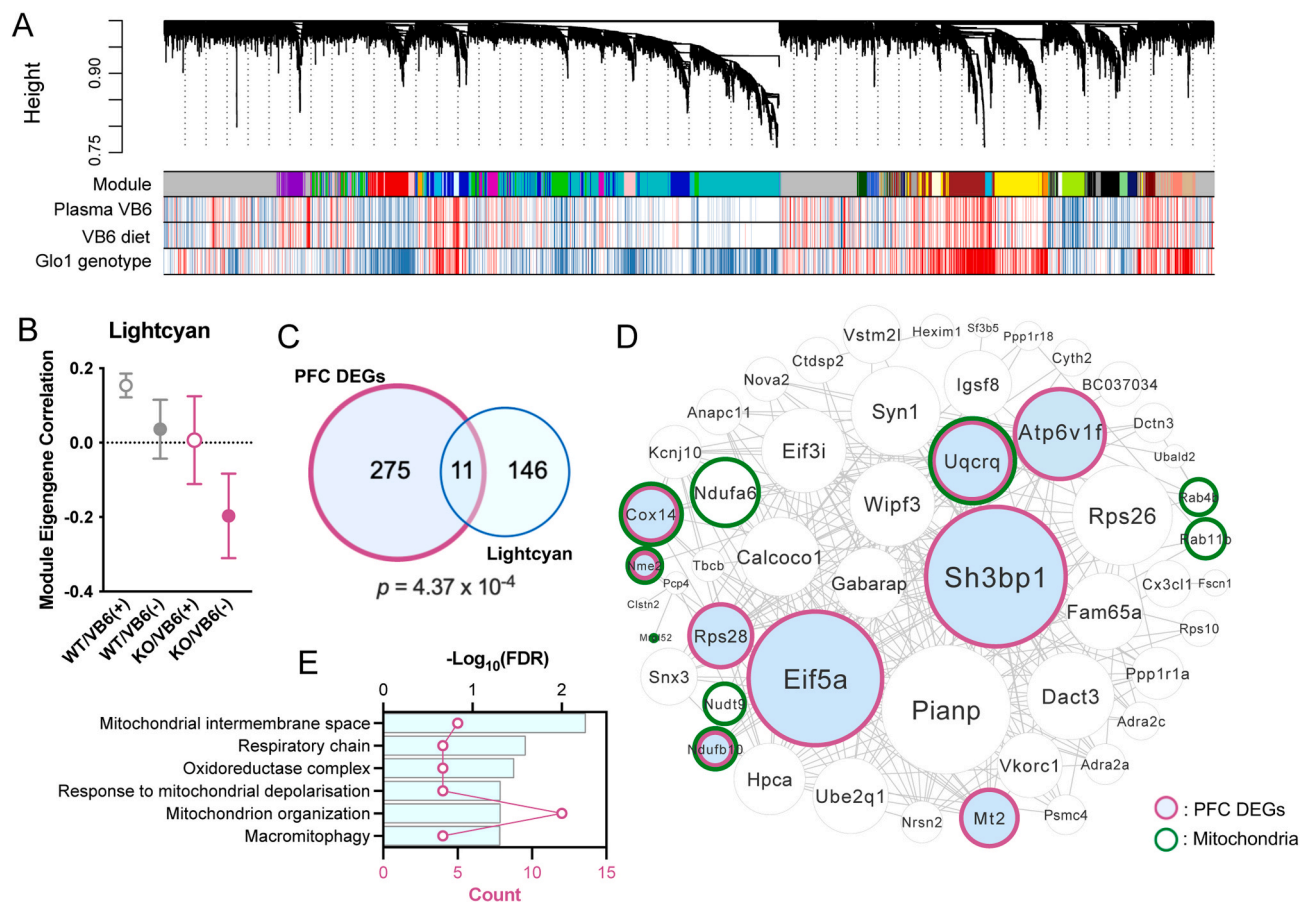 A
Height
0.90
0.75
Module
Plasma VB6
VB6 diet
Glo1 genotype
B
Lightcyan
Module Eigengene Correlation
0.2
0.0
-0.2
-0.4
WT/VB6(+)
WT/VB6(-)
KO/VB6(+)
KO/VB6(-)
C
PFC DEGs
275
11
146
Lightcyan
p = 4.37 x 10-4
D
Vstm2l
Hexim1
Sf3b5
Ppp1r18
Ctdsp2
Cyth2
Nova2
Igsf8
BC037034
Anapc11
Syn1
Atp6v1f
Dctn3
Kcnj10
Eif3i
Uqcrq
Ubald2
Ndufa6
Rab4b
Cox14
Wipf3
Rps26
Rab11b
Calcoco1
Nme2
Tbcb
Gabarap
Sh3bp1
Pcp4
Cx3cl1
Fscn1
Clstn2
Fam65a
Rps28
Rps10
Snx3
Eif5a
Ppp1r1a
Nudt9
Pianp
Dact3
Adra2c
Ndufb10
Hpca
Vkorc1
Adra2a
Ube2q1
Nrsn2
Mt2
Psmc4
: PFC DEGs
: Mitochondria
E
-Log10(FDR)
0
1
2
Mitochondrial intermembrane space
Respiratory chain
Oxidoreductase complex
Response to mitochondrial depolarisation
Mitochondrion organization
Macromitophagy
0
5
10
15
Count